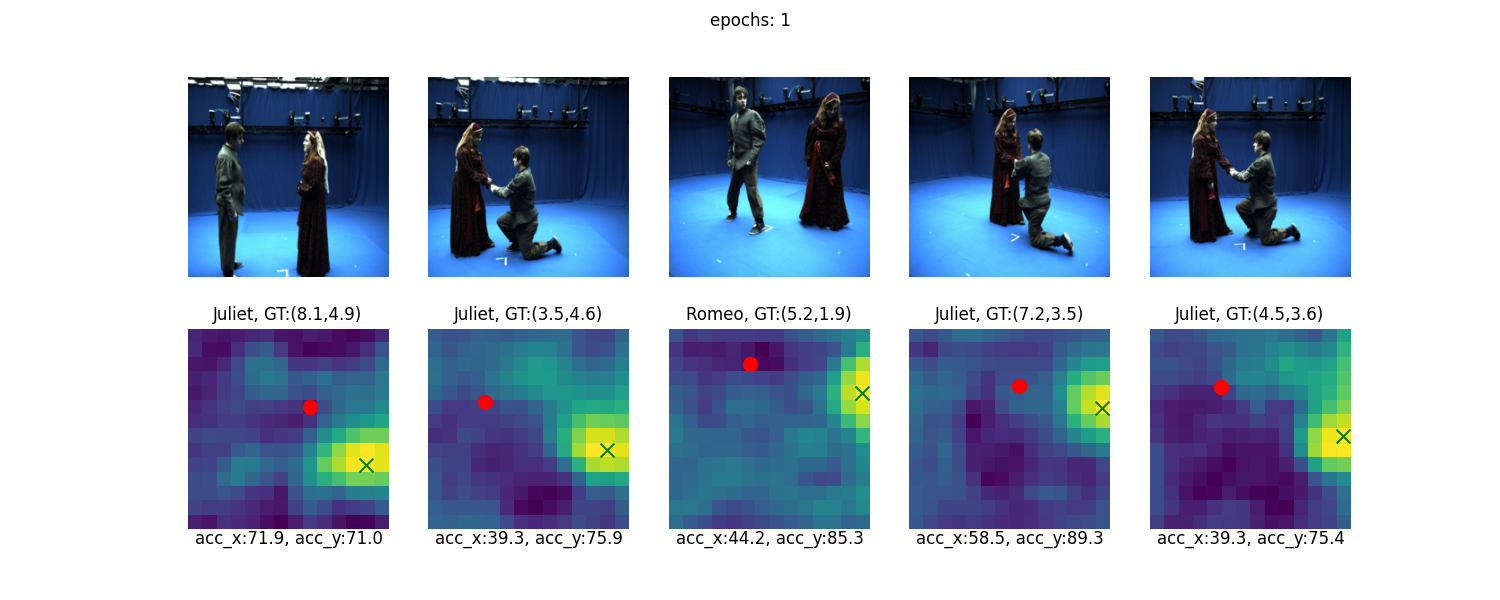 epochs: 1
Juliet, GT:(8.1,4.9)
Juliet, GT:(3.5,4.6)
Romeo, GT:(5.2,1.9)
Juliet, GT:(7.2,3.5)
Juliet, GT:(4.5,3.6)
acc_x:71.9, acc_y:71.0
acc_x:39.3, acc_y:75.9
acc_x:44.2, acc_y:85.3
acc_x:58.5, acc_y:89.3
acc_x:39.3, acc_y:75.4